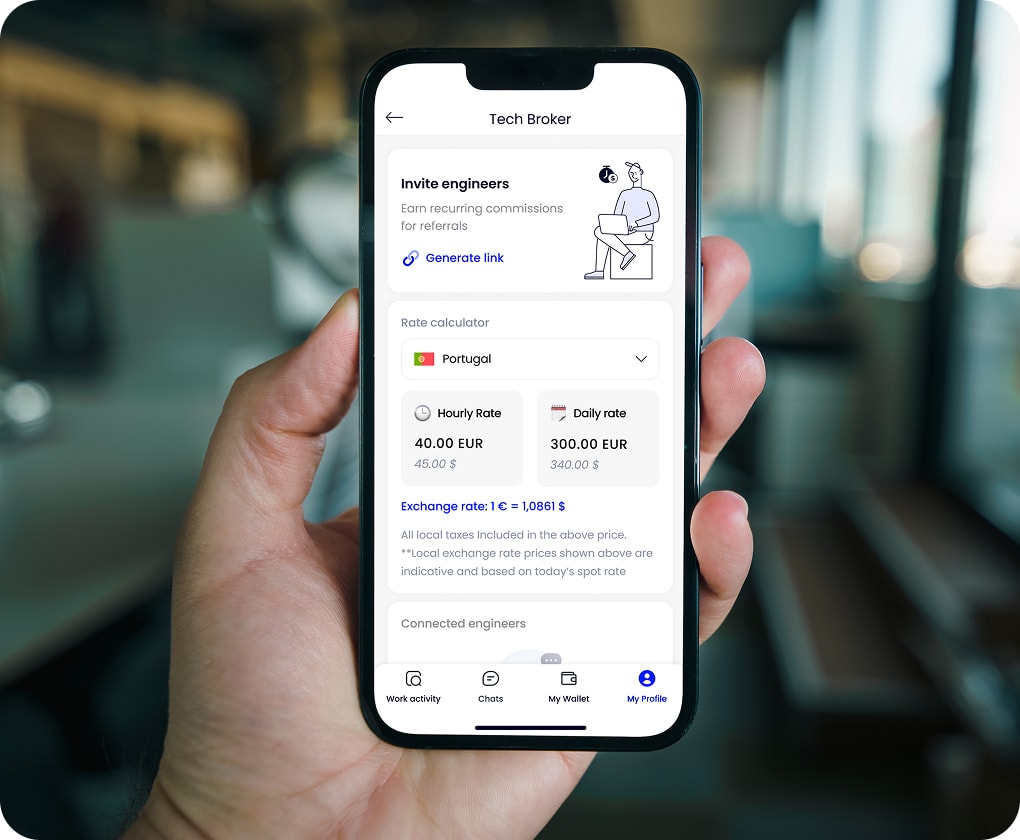 Tech Broker
Invite engineers
Earn recurring commissions
for referrals
Generate link
Rate calculator
Portugal
Hourly Rate
40.00 EUR
45.00 $
Daily rate
300.00 EUR
340.00 $
Exchange rate: 1 € = 1,0861 $
All local taxes Included in the above price.
**Local exchange rate prices shown above are
indicative and based on today's spot rate
Connected engineers
Work activity
Chats
My Wallet
My Profile